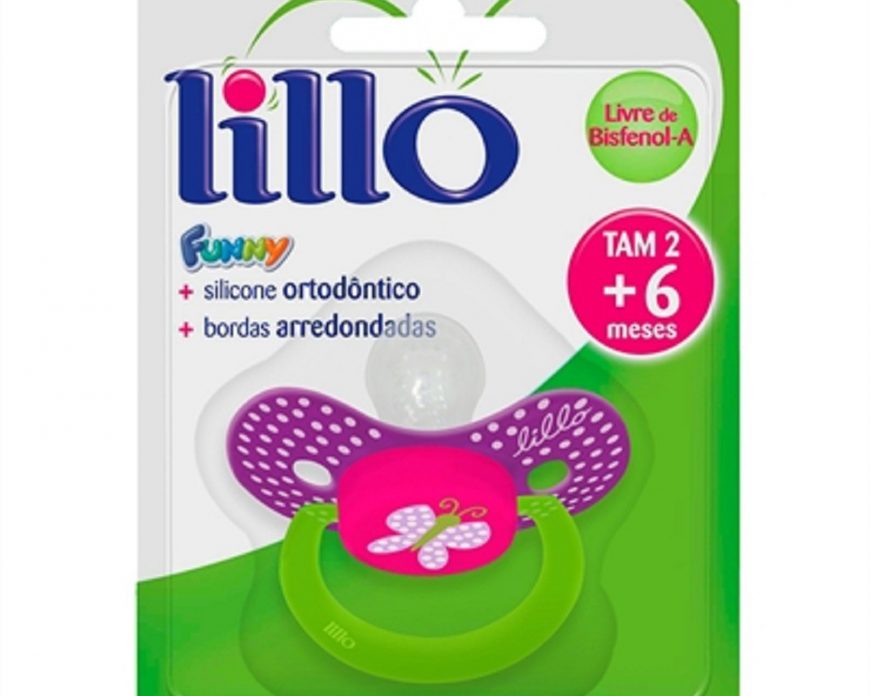 lillo
Livre de
Bisfenol-A
FUNNY
TAM 2
+6
meses
+ silicone ortodôntico
+ bordas arredondadas
lillo
lillo